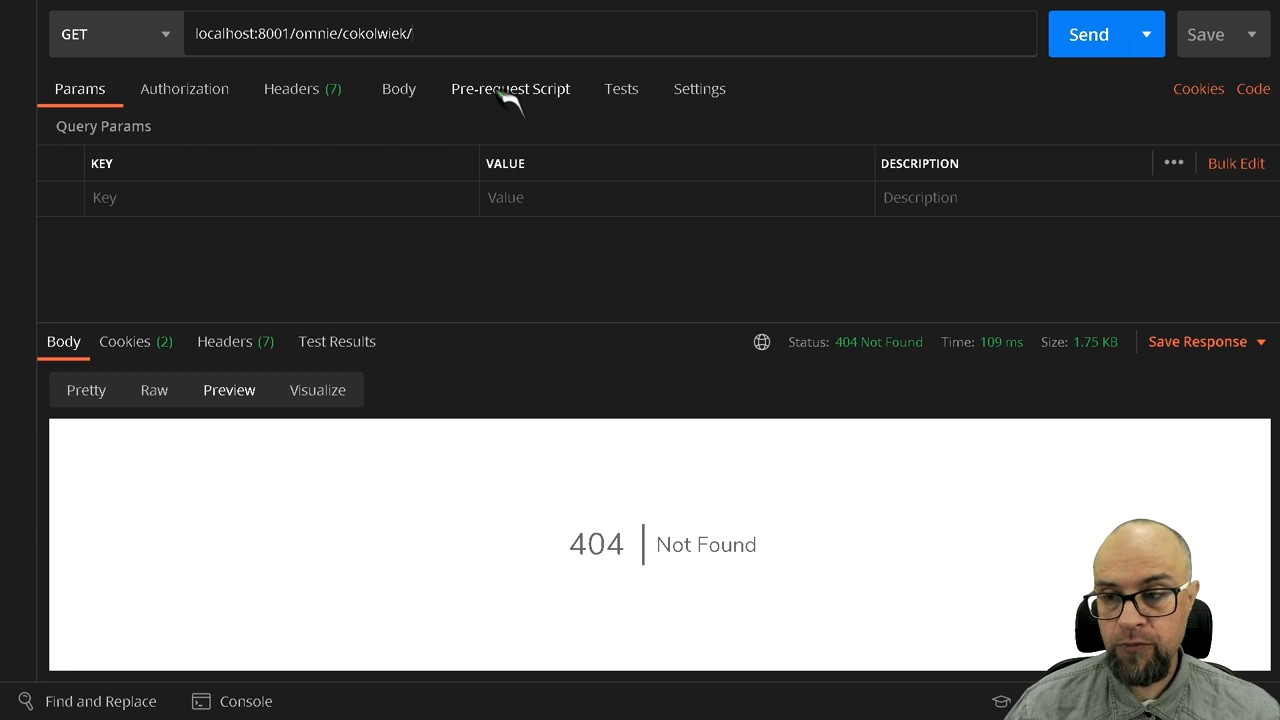 GET localhost:8001/omnie/cokolwiek/ Send Save
Params Authorization Headers (7) Body Pre-request Script Tests Settings Cookies Code
Query Params
KEY VALUE DESCRIPTION ••• Bulk Edit
Key Value Description
Body Cookies (2) Headers (7) Test Results Status: 404 Not Found Time: 109 ms Size: 1.75 KB Save Response
Pretty Raw Preview Visualize
404 Not Found
Find and Replace Console